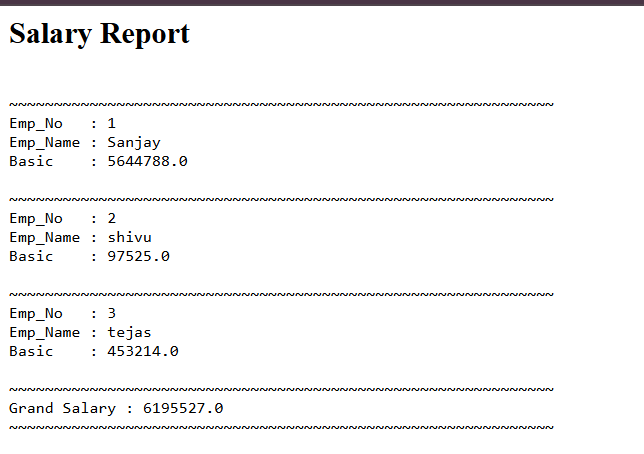 Salary Report
~~~~~~~~~~~~~~~~~~~~~~~~~~~~~~~~~~~~~~~~~~~~~~~~~~~~~~~~~~~~~
Emp_No   : 1
Emp_Name : Sanjay
Basic    : 5644788.0
~~~~~~~~~~~~~~~~~~~~~~~~~~~~~~~~~~~~~~~~~~~~~~~~~~~~~~~~~~~~~
Emp_No   : 2
Emp_Name : shivu
Basic    : 97525.0
~~~~~~~~~~~~~~~~~~~~~~~~~~~~~~~~~~~~~~~~~~~~~~~~~~~~~~~~~~~~~
Emp_No   : 3
Emp_Name : tejas
Basic    : 453214.0
~~~~~~~~~~~~~~~~~~~~~~~~~~~~~~~~~~~~~~~~~~~~~~~~~~~~~~~~~~~~~
Grand Salary : 6195527.0
~~~~~~~~~~~~~~~~~~~~~~~~~~~~~~~~~~~~~~~~~~~~~~~~~~~~~~~~~~~~~